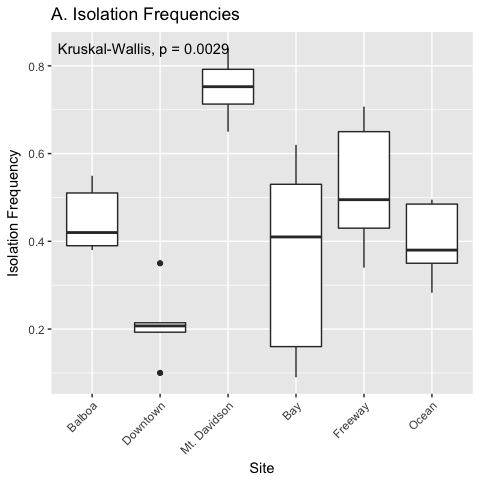 A. Isolation Frequencies
Kruskal-Wallis, p = 0.0029
0.8
0.6
0.4
0.2
Isolation Frequency
Balboa
Downtown
Mt. Davidson
Bay
Freeway
Ocean
Site